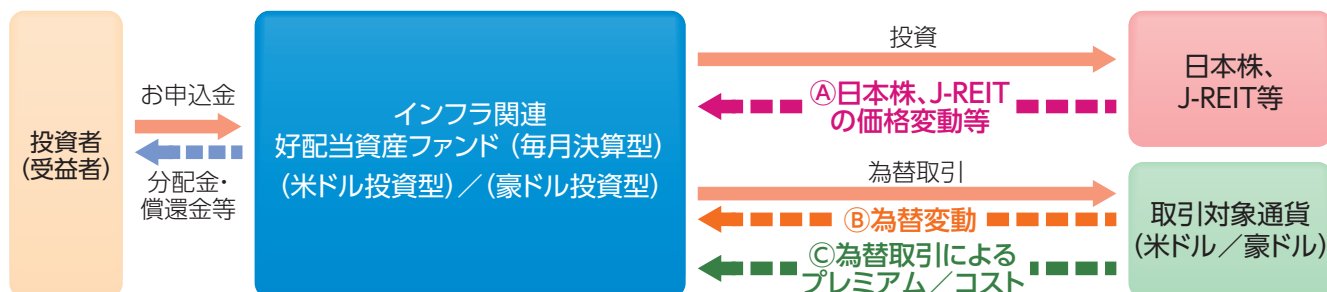 投資者
(受益者)
お申込金
分配金・
償還金等
インフラ関連
好配当資産ファンド（毎月決算型）
（米ドル投資型）／（豪ドル投資型）
投資
Ⓐ日本株、J-REIT
の価格変動等
日本株、
J-REIT等
為替取引
Ⓑ為替変動
Ⓒ為替取引による
プレミアム／コスト
取引対象通貨
(米ドル／豪ドル)